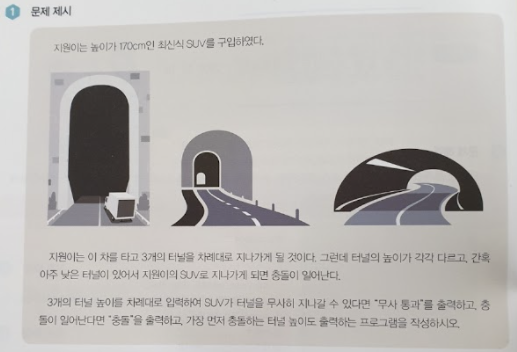 1 문제 제시
지원이는 높이가 170cm인 최신식 SUV를 구입하였다.
지원이는 이 차를 타고 3개의 터널을 차례대로 지나가게 될 것이다. 그런데 터널의 높이가 각각 다르고, 간혹
아주 낮은 터널이 있어서 지원이의 SUV로 지나가게 되면 충돌이 일어난다.
3개의 터널 높이를 차례대로 입력하여 SUV가 터널을 무사히 지나갈 수 있다면 "무사 통과"를 출력하고, 충
돌이 일어난다면 "충돌"을 출력하고, 가장 먼저 충돌하는 터널 높이도 출력하는 프로그램을 작성하시오.